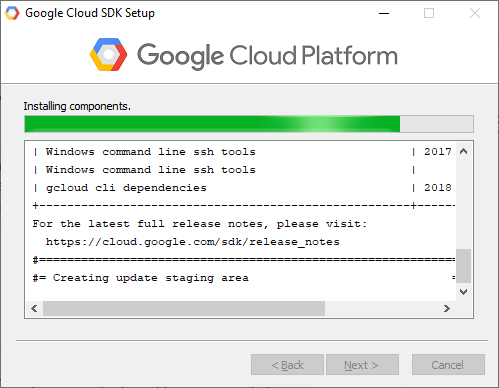 Google Cloud SDK Setup
Google Cloud Platform
Installing components.
| Windows command line ssh tools | 2017.
| Windows command line ssh tools |
| gcloud cli dependencies | 2018.
For the latest full release notes, please visit:
https://cloud.google.com/sdk/release_notes
#= Creating update staging area =
< Back Next > Cancel